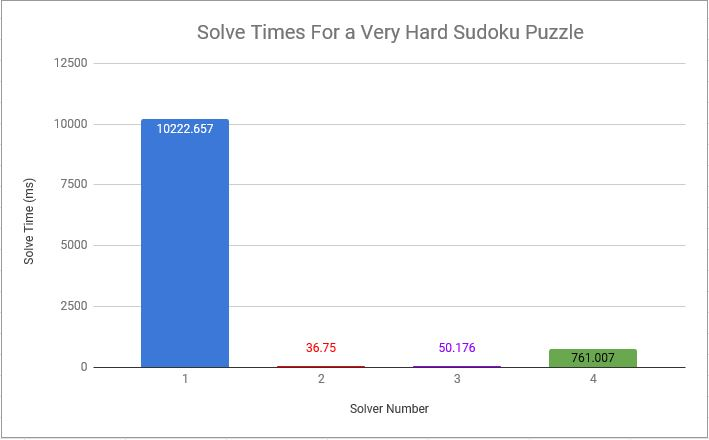 Solve Times For a Very Hard Sudoku Puzzle
12500
10000
7500
5000
2500
0
Solve Time (ms)
10222.657
36.75
50.176
761.007
1 2 3 4
Solver Number